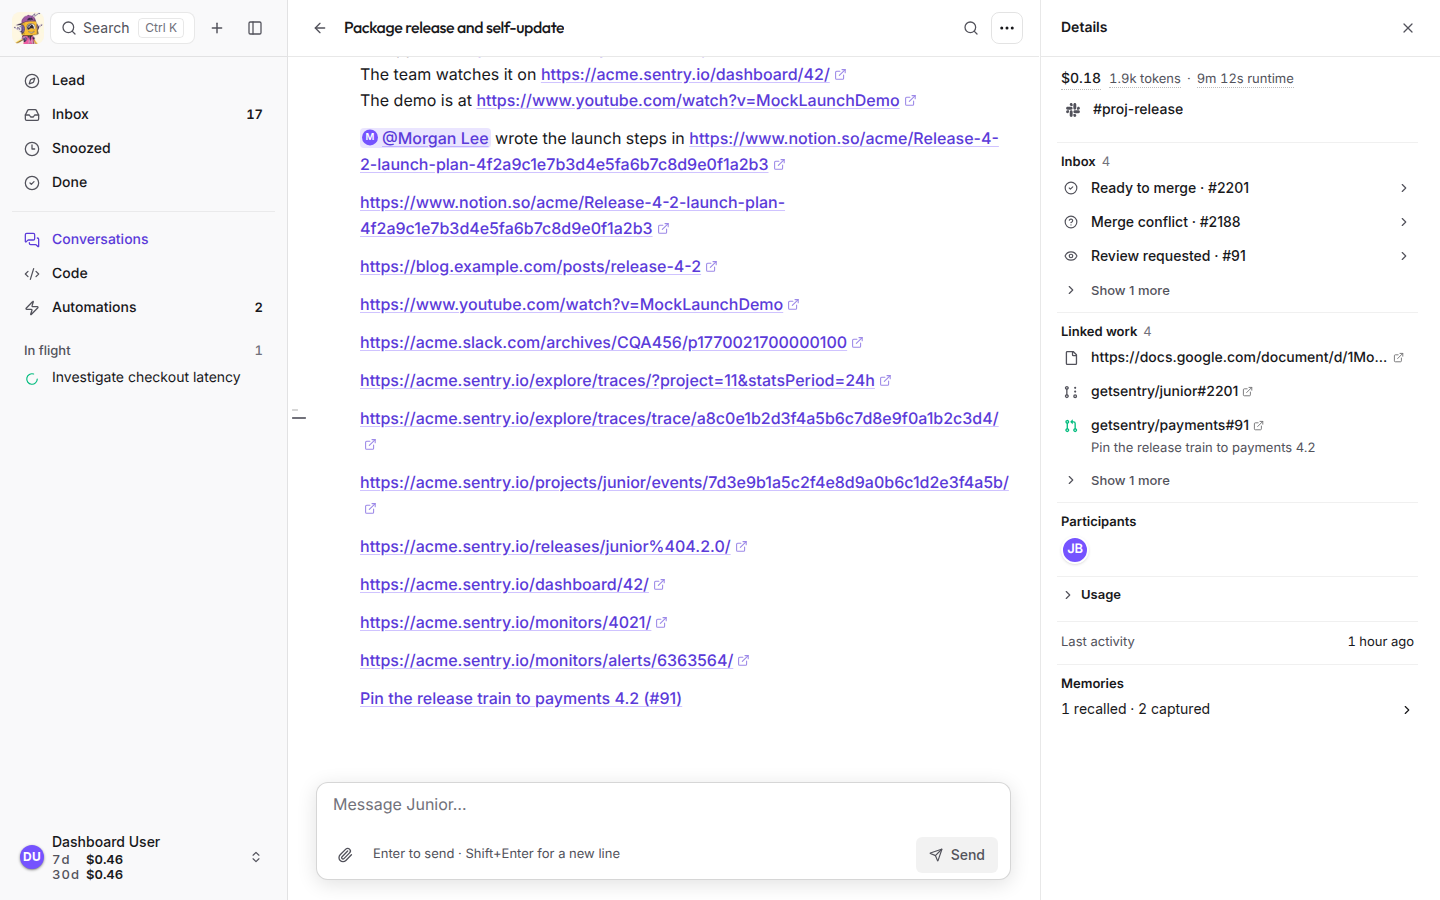 Search Ctrl K
Lead
Inbox 17
Snoozed
Done
Conversations
Code
Automations 2
In flight 1
Investigate checkout latency
DU
Dashboard User
7d $0.46
30d $0.46
Package release and self-update
The team watches it on https://acme.sentry.io/dashboard/42/
The demo is at https://www.youtube.com/watch?v=MockLaunchDemo
M @Morgan Lee wrote the launch steps in https://www.notion.so/acme/Release-4-
2-launch-plan-4f2a9c1e7b3d4e5fa6b7c8d9e0f1a2b3
https://www.notion.so/acme/Release-4-2-launch-plan-
4f2a9c1e7b3d4e5fa6b7c8d9e0f1a2b3
https://blog.example.com/posts/release-4-2
https://www.youtube.com/watch?v=MockLaunchDemo
https://acme.slack.com/archives/CQA456/p1770021700000100
https://acme.sentry.io/explore/traces/?project=11&statsPeriod=24h
https://acme.sentry.io/explore/traces/trace/a8c0e1b2d3f4a5b6c7d8e9f0a1b2c3d4/
https://acme.sentry.io/projects/junior/events/7d3e9b1a5c2f4e8d9a0b6c1d2e3f4a5b/
https://acme.sentry.io/releases/junior%404.2.0/
https://acme.sentry.io/dashboard/42/
https://acme.sentry.io/monitors/4021/
https://acme.sentry.io/monitors/alerts/6363564/
Pin the release train to payments 4.2 (#91)
Message Junior...
Enter to send · Shift+Enter for a new line
Send
Details
$0.18 1.9k tokens · 9m 12s runtime
#proj-release
Inbox 4
Ready to merge · #2201
Merge conflict · #2188
Review requested · #91
Show 1 more
Linked work 4
https://docs.google.com/document/d/1Mo...
getsentry/junior#2201
getsentry/payments#91
Pin the release train to payments 4.2
Show 1 more
Participants
JB
Usage
Last activity 1 hour ago
Memories
1 recalled · 2 captured